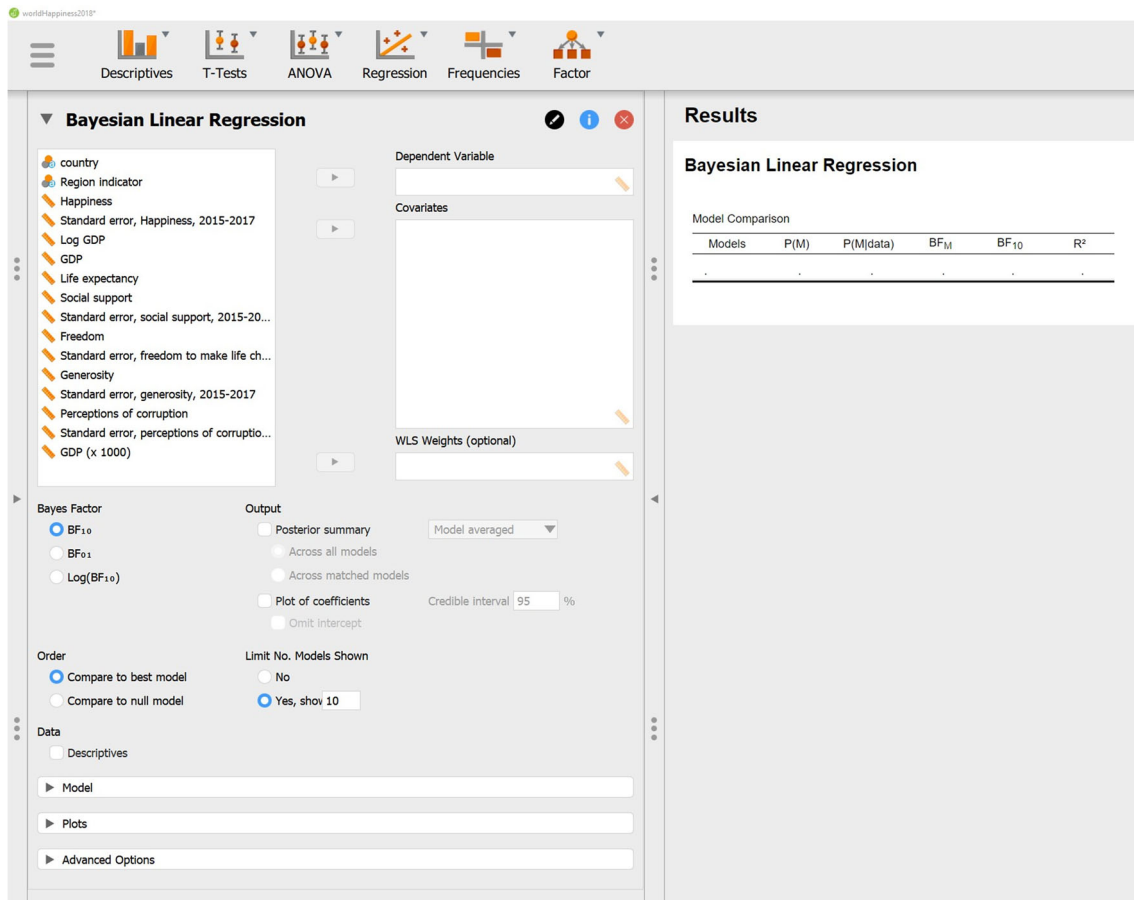 worldHappiness2018*
Descriptives T-Tests ANOVA Regression Frequencies Factor
Bayesian Linear Regression
country
Region indicator
Happiness
Standard error, Happiness, 2015-2017
Log GDP
GDP
Life expectancy
Social support
Standard error, social support, 2015-20...
Freedom
Standard error, freedom to make life ch...
Generosity
Standard error, generosity, 2015-2017
Perceptions of corruption
Standard error, perceptions of corruptio...
GDP (x 1000)
Dependent Variable
Covariates
WLS Weights (optional)
Bayes Factor
BF₁₀
BF₀₁
Log(BF₁₀)
Output
Posterior summary Model averaged
Across all models
Across matched models
Plot of coefficients Credible interval 95 %
Omit intercept
Order
Compare to best model
Compare to null model
Limit No. Models Shown
No
Yes, show 10
Data
Descriptives
Model
Plots
Advanced Options
Results
Bayesian Linear Regression
Model Comparison
Models P(M) P(M|data) BF_M BF₁₀ R²
. . . . . .